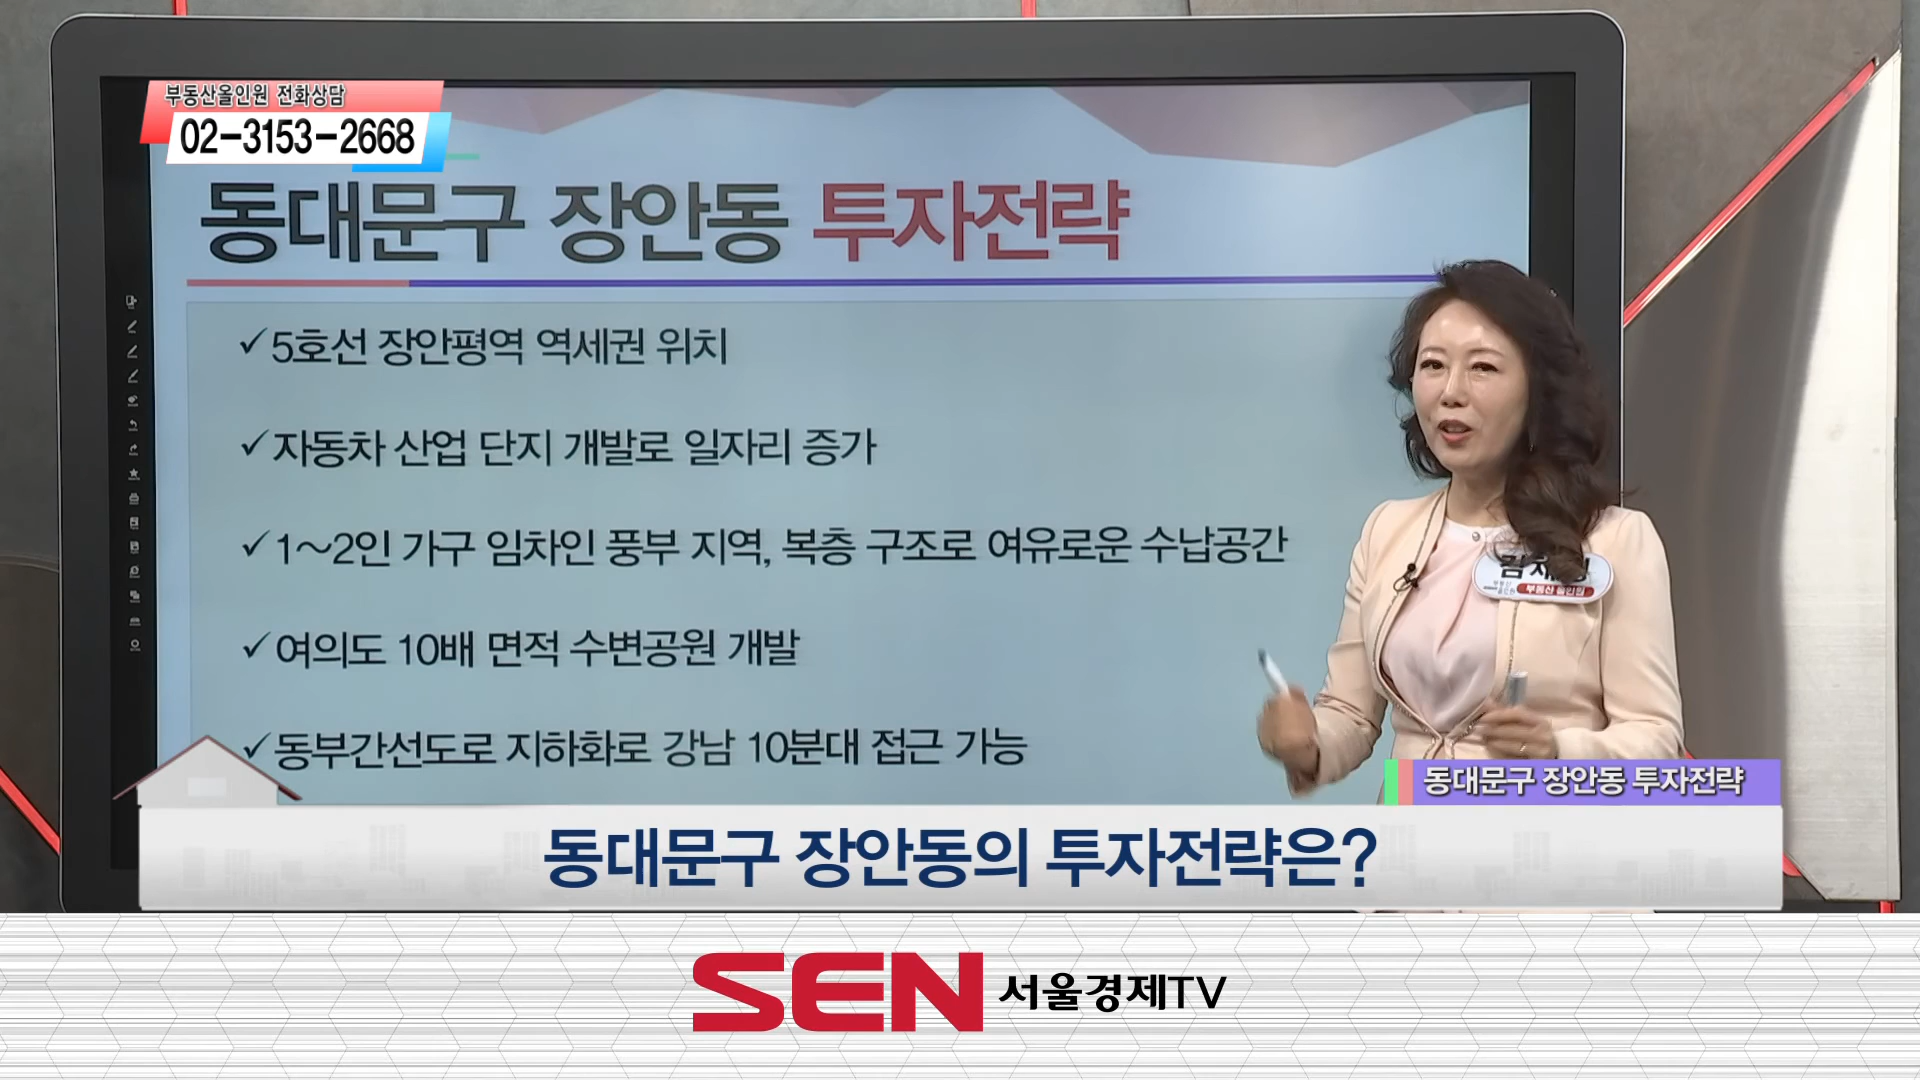 부동산올인원 전화상담
02-3153-2668
동대문구 장안동 투자전략
✓5호선 장안평역 역세권 위치
✓자동차 산업 단지 개발로 일자리 증가
✓1~2인 가구 임차인 풍부 지역, 복층 구조로 여유로운 수납공간
✓여의도 10배 면적 수변공원 개발
✓동부간선도로 지하화로 강남 10분대 접근 가능
부동산 올인원
동대문구 장안동 투자전략
동대문구 장안동의 투자전략은?
SEN 서울경제TV